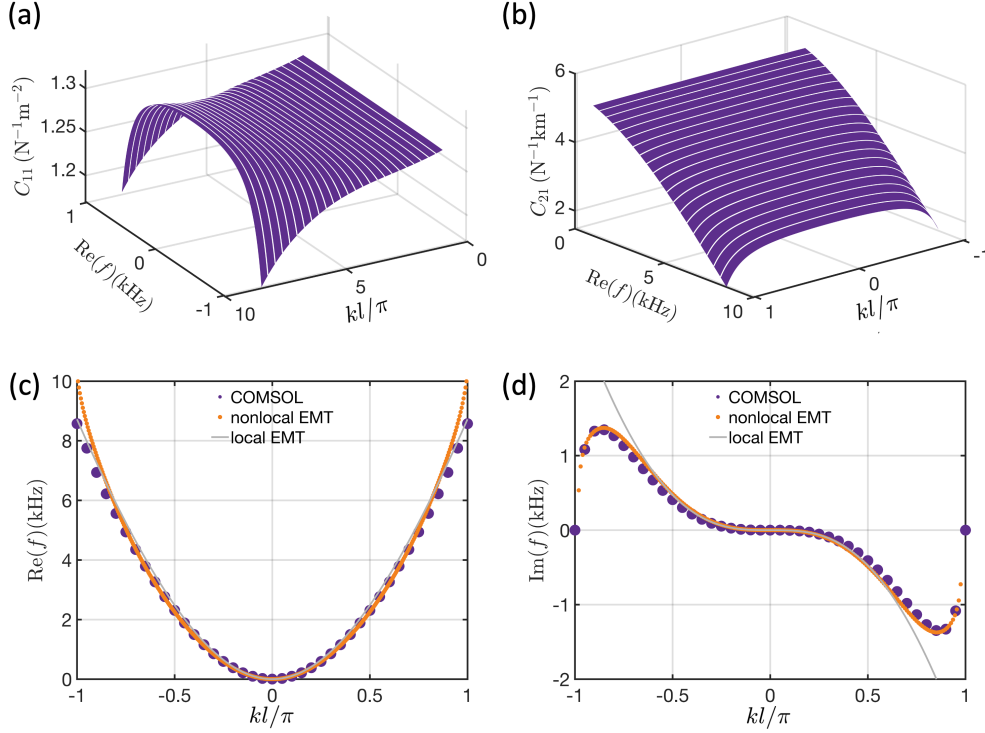 (a)
1.3
1.25
1.2
C₁₁ (N⁻¹m⁻²)
1
0
-1
Re(f)(kHz)
10
5
0
kl/π
(b)
6
4
2
C₂₁ (N⁻¹km⁻¹)
0
5
10
Re(f)(kHz)
1
0
-1
kl/π
(c)
10
8
6
4
2
0
Re(f)(kHz)
COMSOL
nonlocal EMT
local EMT
-1 -0.5 0 0.5 1
kl/π
(d)
2
1
0
-1
-2
Im(f)(kHz)
COMSOL
nonlocal EMT
local EMT
-1 -0.5 0 0.5 1
kl/π